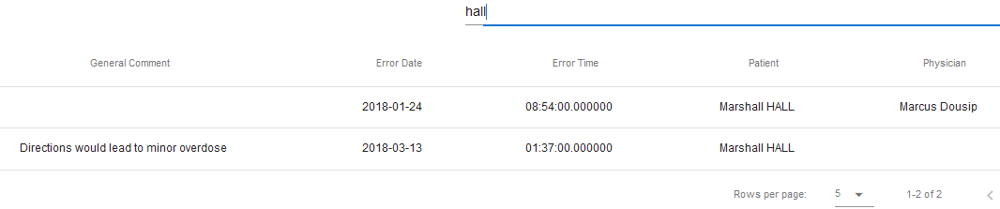 hall
General Comment Error Date Error Time Patient Physician
2018-01-24 08:54:00.000000 Marshall HALL Marcus Dousip
Directions would lead to minor overdose 2018-03-13 01:37:00.000000 Marshall HALL
Rows per page: 5 1-2 of 2